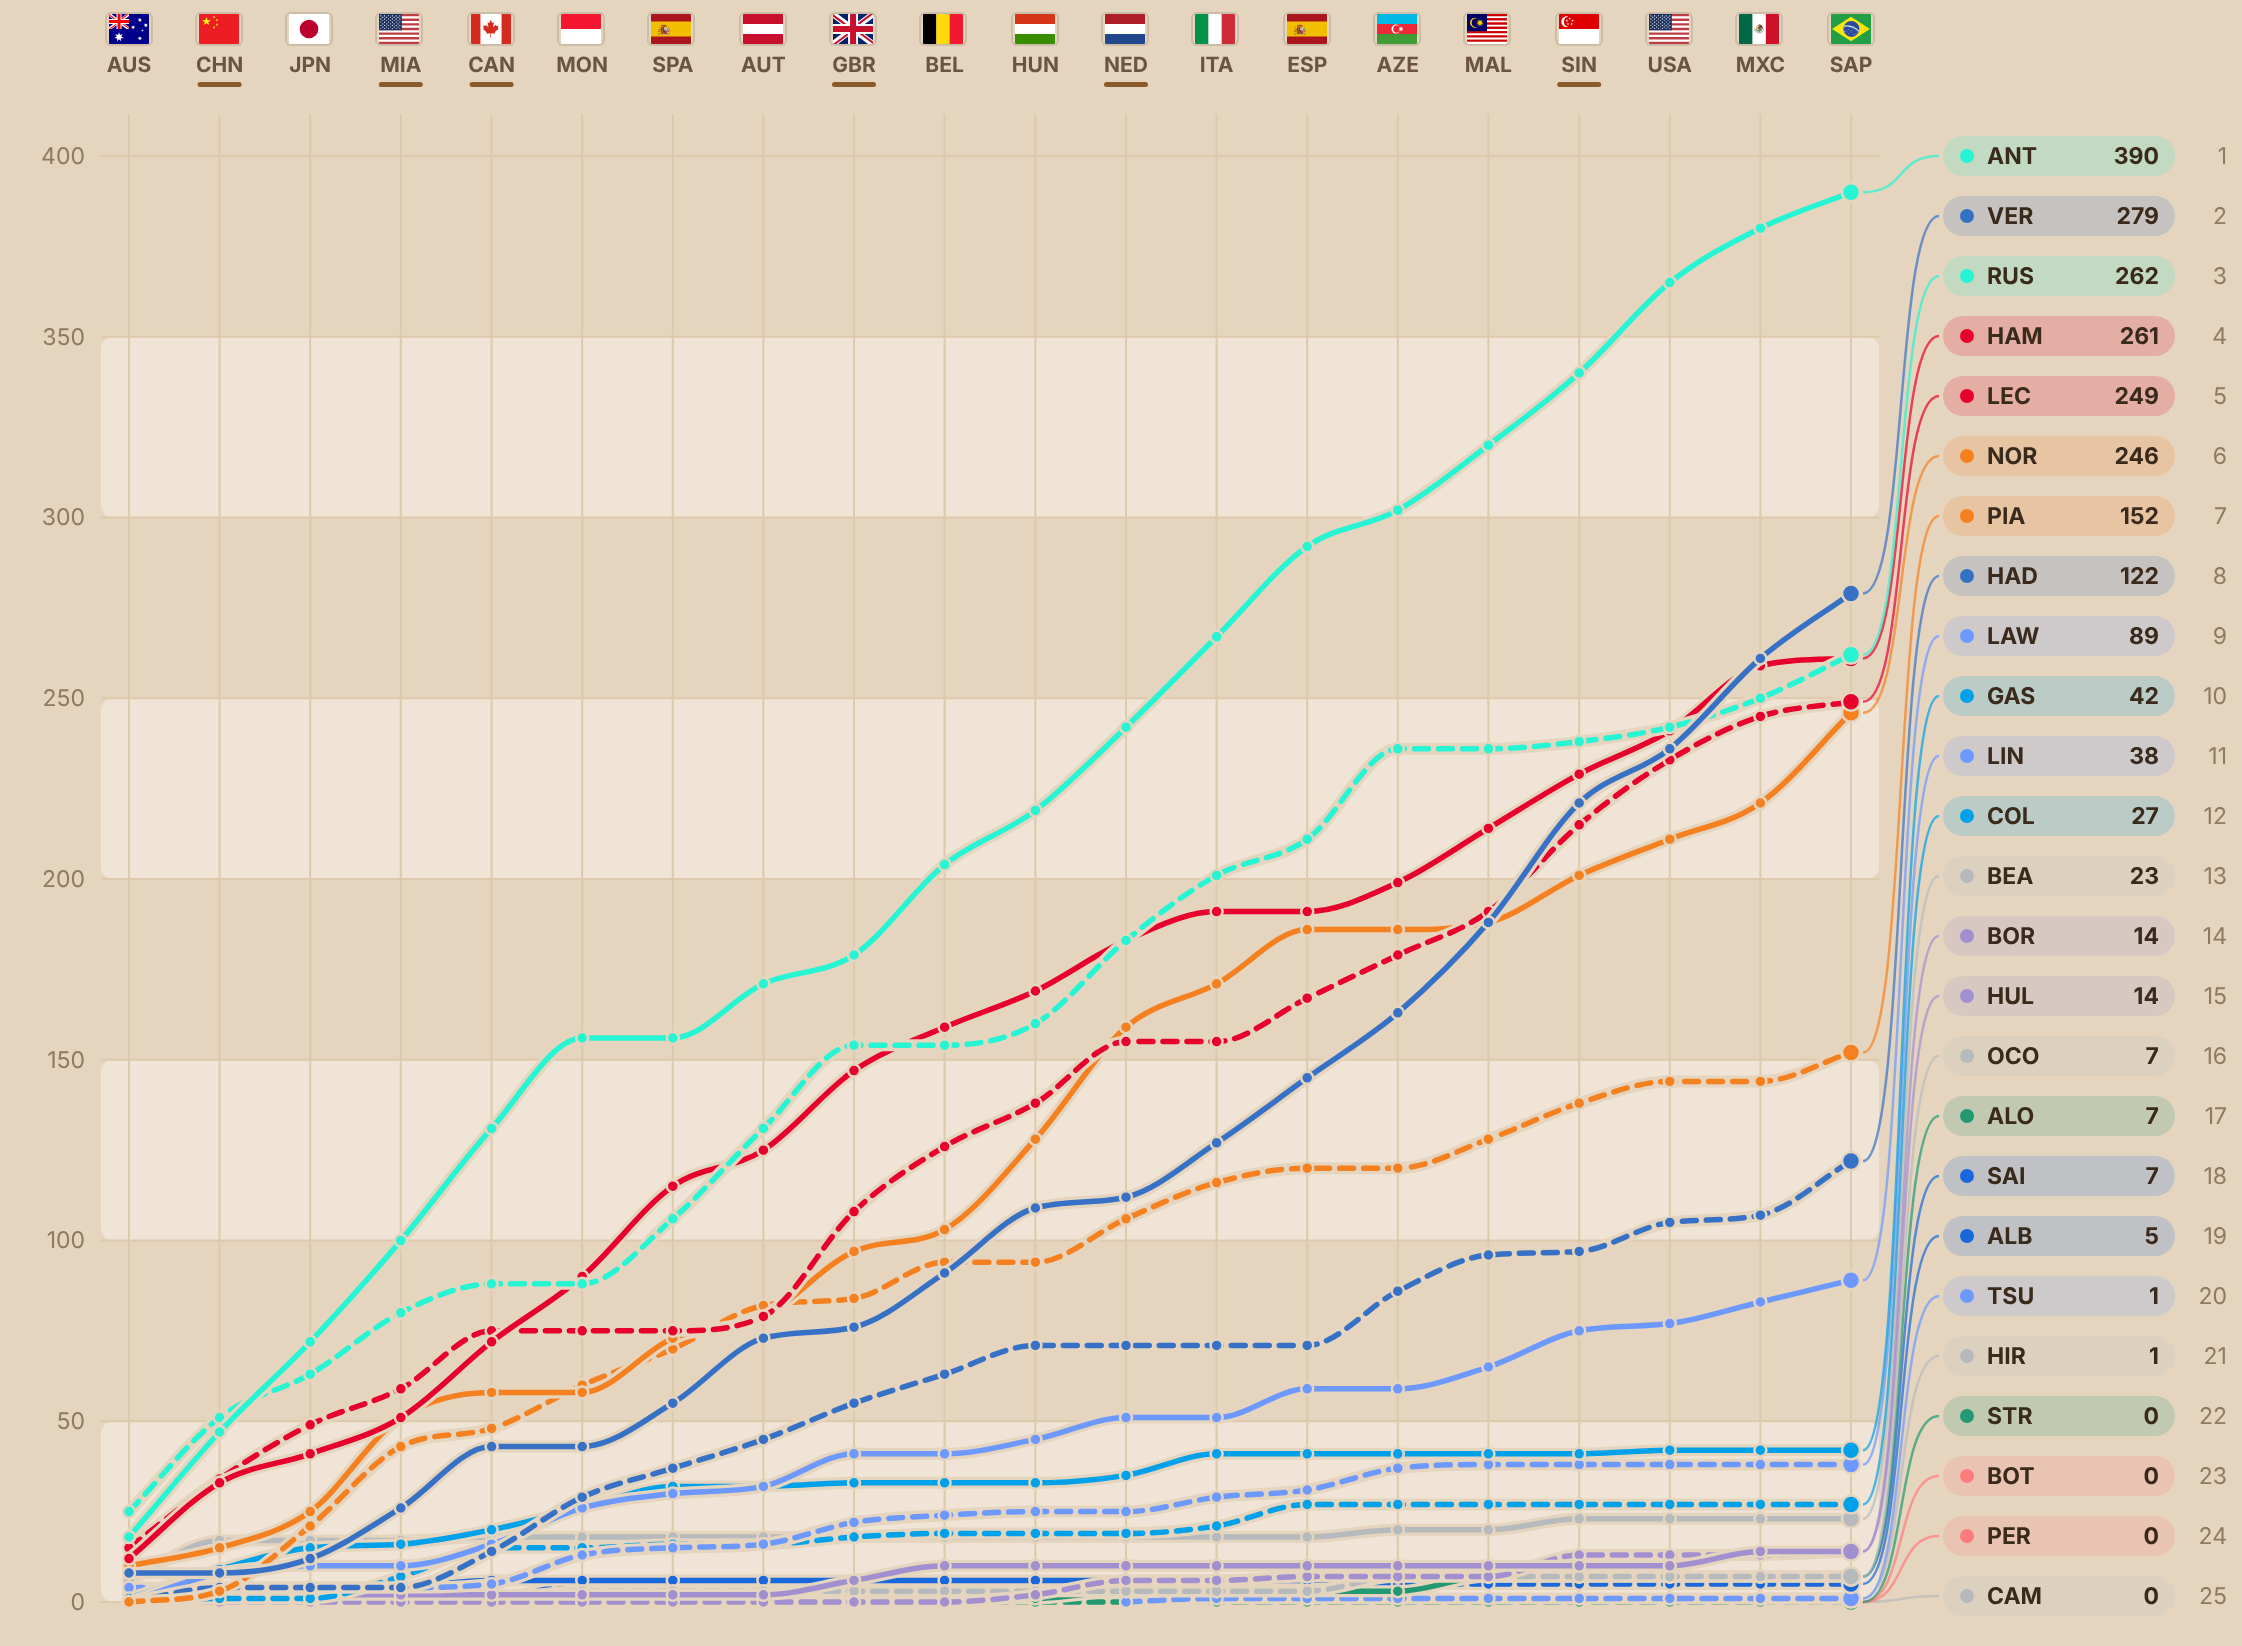 AUS CHN JPN MIA CAN MON SPA AUT GBR BEL HUN NED ITA ESP AZE MAL SIN USA MXC SAP
400
350
300
250
200
150
100
50
0
ANT 390 1
VER 279 2
RUS 262 3
HAM 261 4
LEC 249 5
NOR 246 6
PIA 152 7
HAD 122 8
LAW 89 9
GAS 42 10
LIN 38 11
COL 27 12
BEA 23 13
BOR 14 14
HUL 14 15
OCO 7 16
ALO 7 17
SAI 7 18
ALB 5 19
TSU 1 20
HIR 1 21
STR 0 22
BOT 0 23
PER 0 24
CAM 0 25